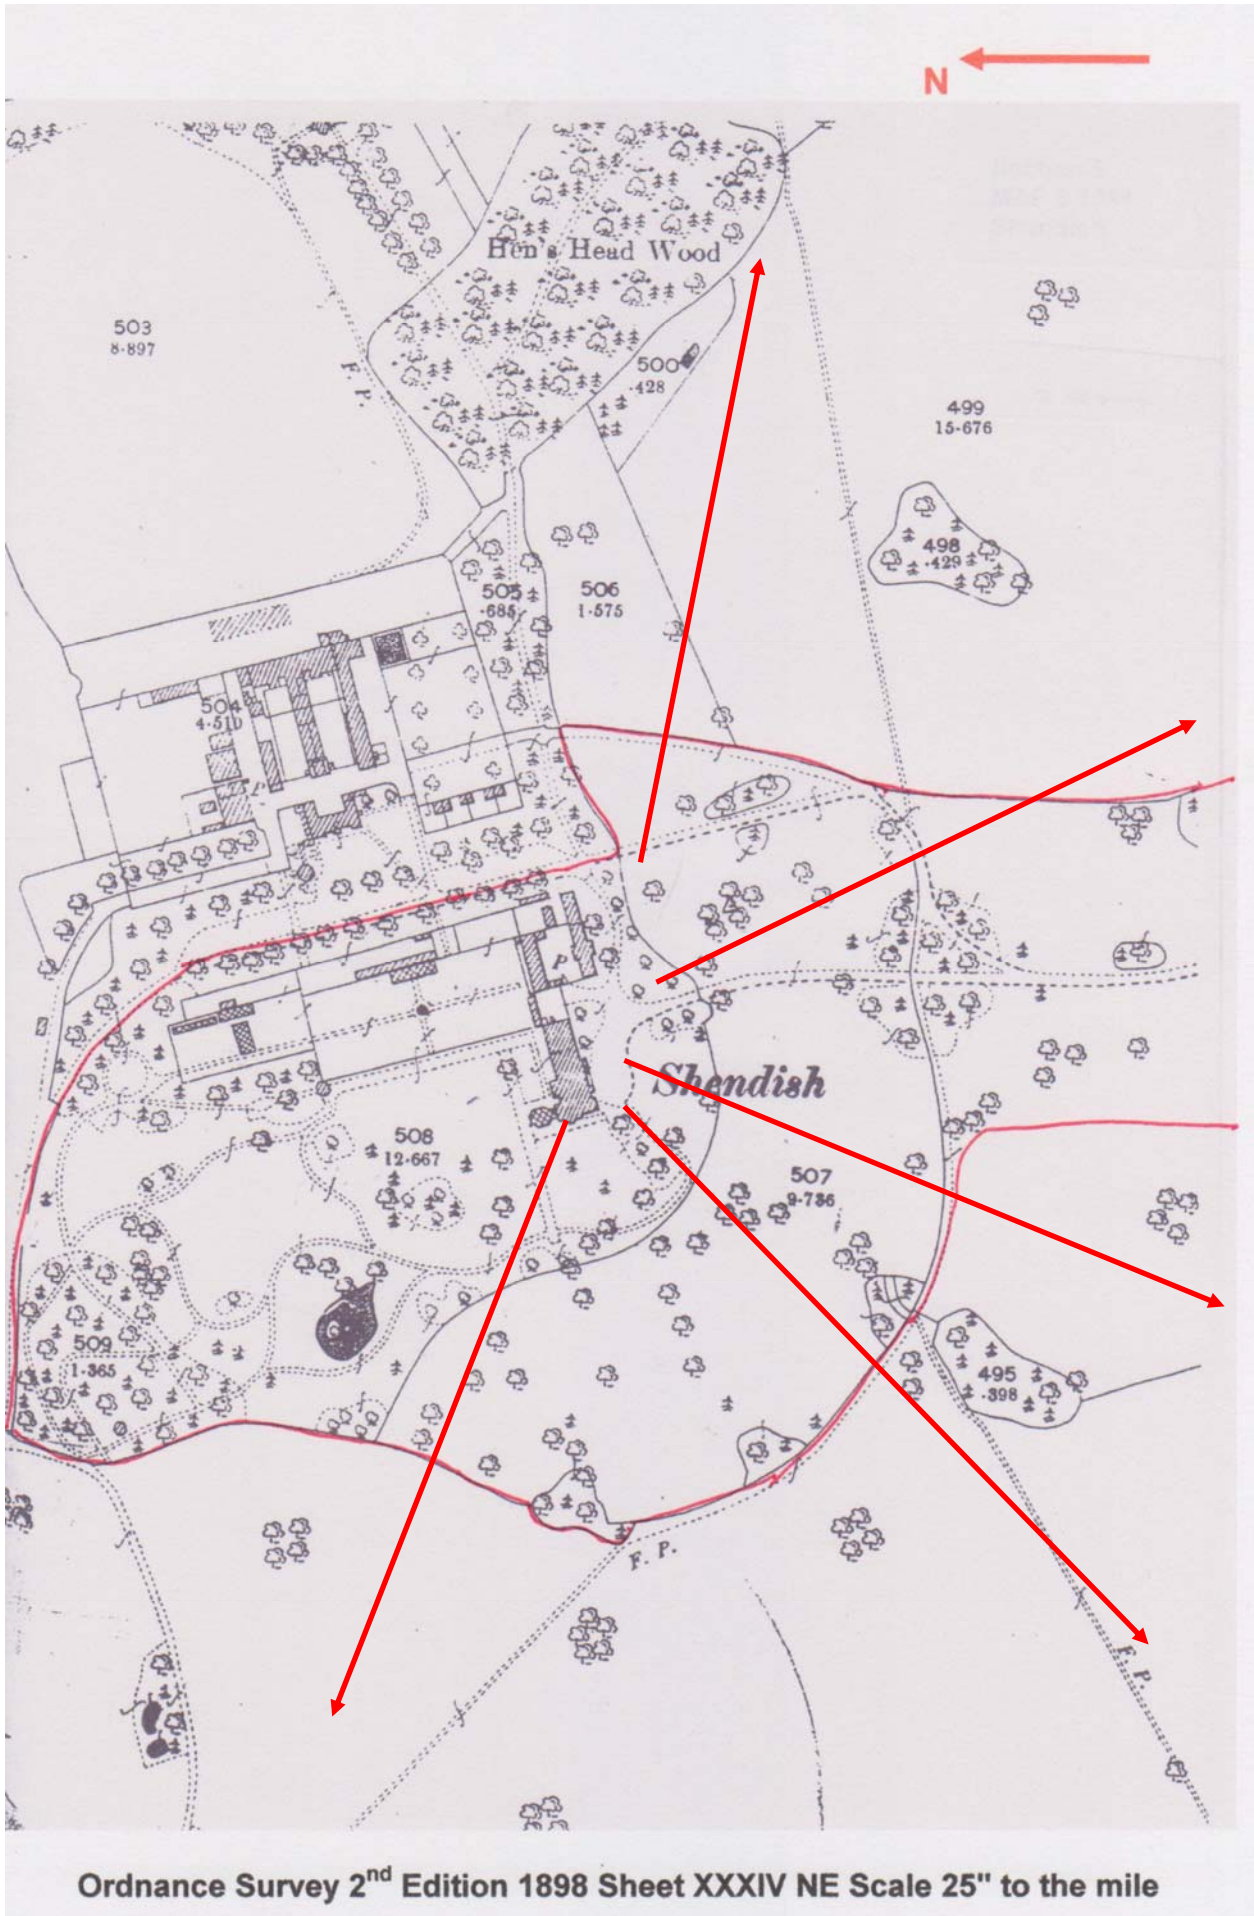 N
Hen's Head Wood
503
8·897
F. P.
500
·428
499
15·676
498
·429
505
·685
506
1·575
504
4·510
P
P
Shendish
508
12·667
507
9·786
509
1·365
495
·398
F. P.
F. P.
Ordnance Survey 2nd Edition 1898 Sheet XXXIV NE Scale 25" to the mile